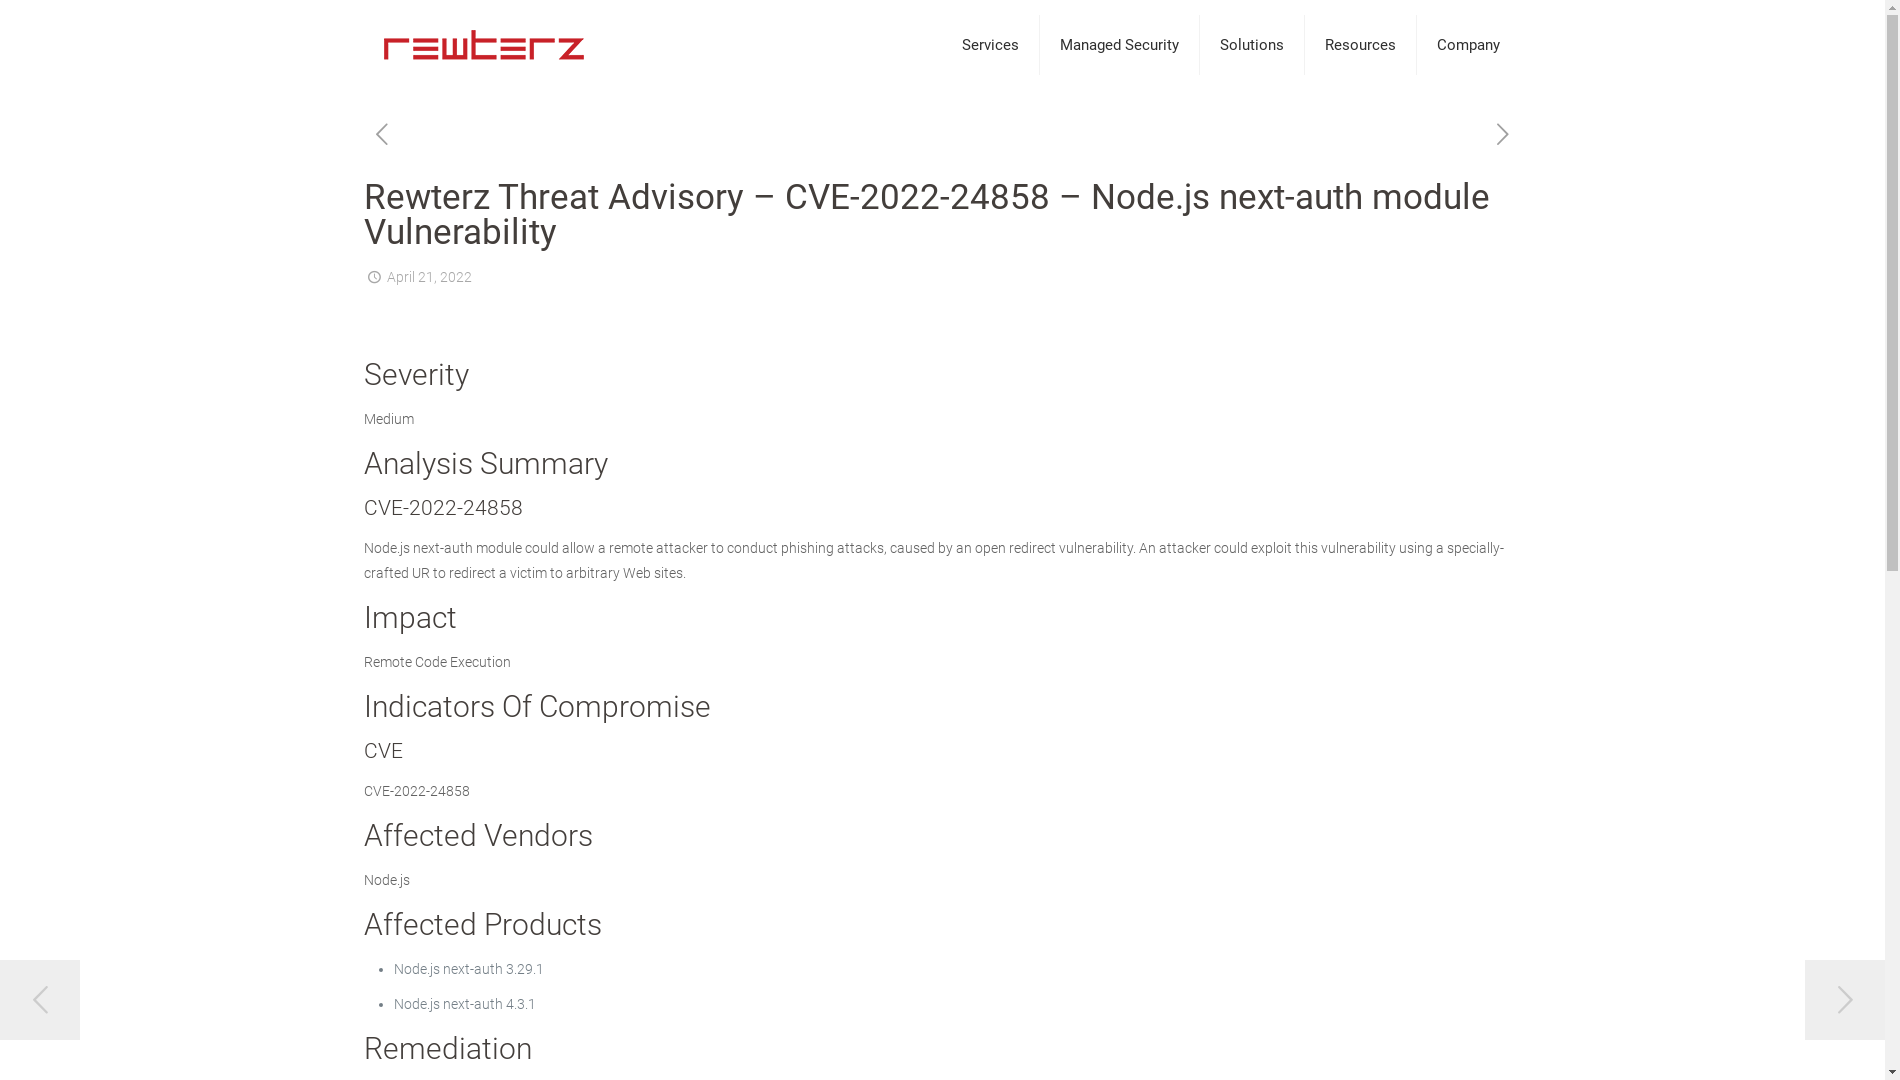 rewterz
Services
Managed Security
Solutions
Resources
Company
Rewterz Threat Advisory – CVE-2022-24858 – Node.js next-auth module
Vulnerability
April 21, 2022
Severity
Medium
Analysis Summary
CVE-2022-24858
Node.js next-auth module could allow a remote attacker to conduct phishing attacks, caused by an open redirect vulnerability. An attacker could exploit this vulnerability using a specially-
crafted UR to redirect a victim to arbitrary Web sites.
Impact
Remote Code Execution
Indicators Of Compromise
CVE
CVE-2022-24858
Affected Vendors
Node.js
Affected Products
• Node.js next-auth 3.29.1
• Node.js next-auth 4.3.1
Remediation